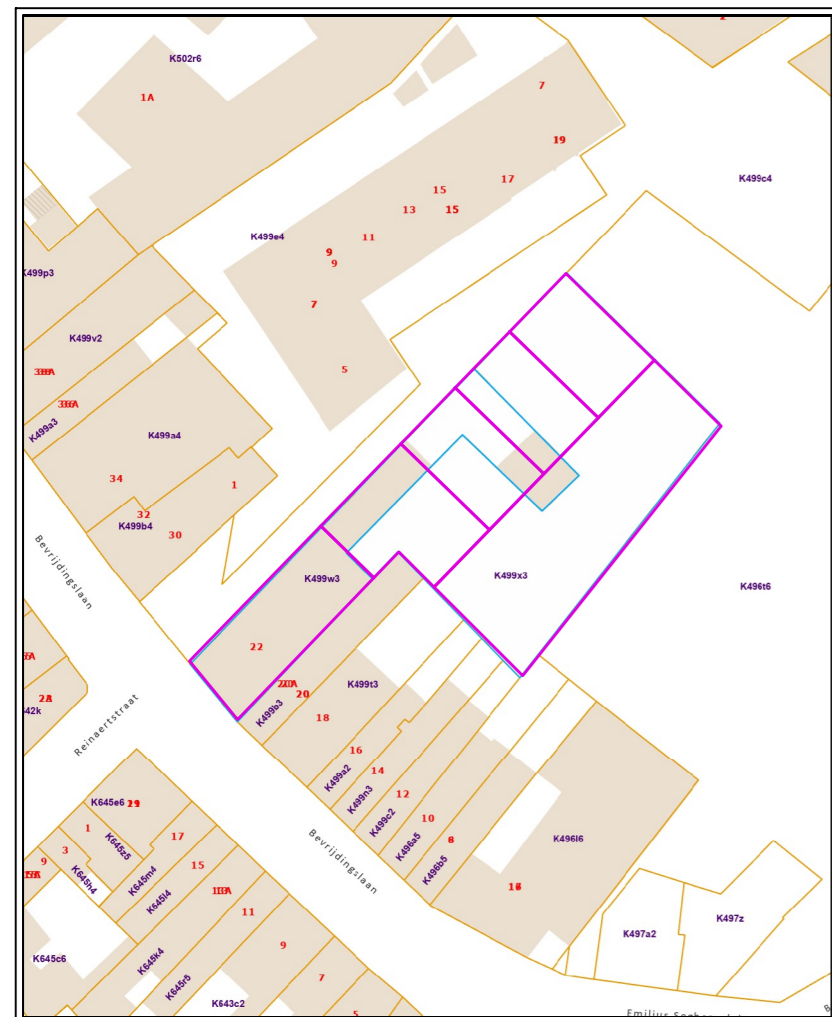 2
K502r6
1A
7
19
K499c4
17
15
13
15
K499e4
11
9
9
K499p3
7
K499v2
5
K499a3
K499a4
34
1
32
K499b4
30
Bevrijdingslaan
K499w3
K499x3
K496t6
22
20
K499t3
K499b3
18
Reinaertstraat
16
K499a2
14
K499n3
12
K499c2
10
K496a5
8
K496b5
K496l6
K645e6
1
K645z5
17
3
K645m4
15
9
K645h4
K645l4
Bevrijdingslaan
11
K497a2
K497z
9
K645k4
K645c6
K645r5
7
K643c2
5